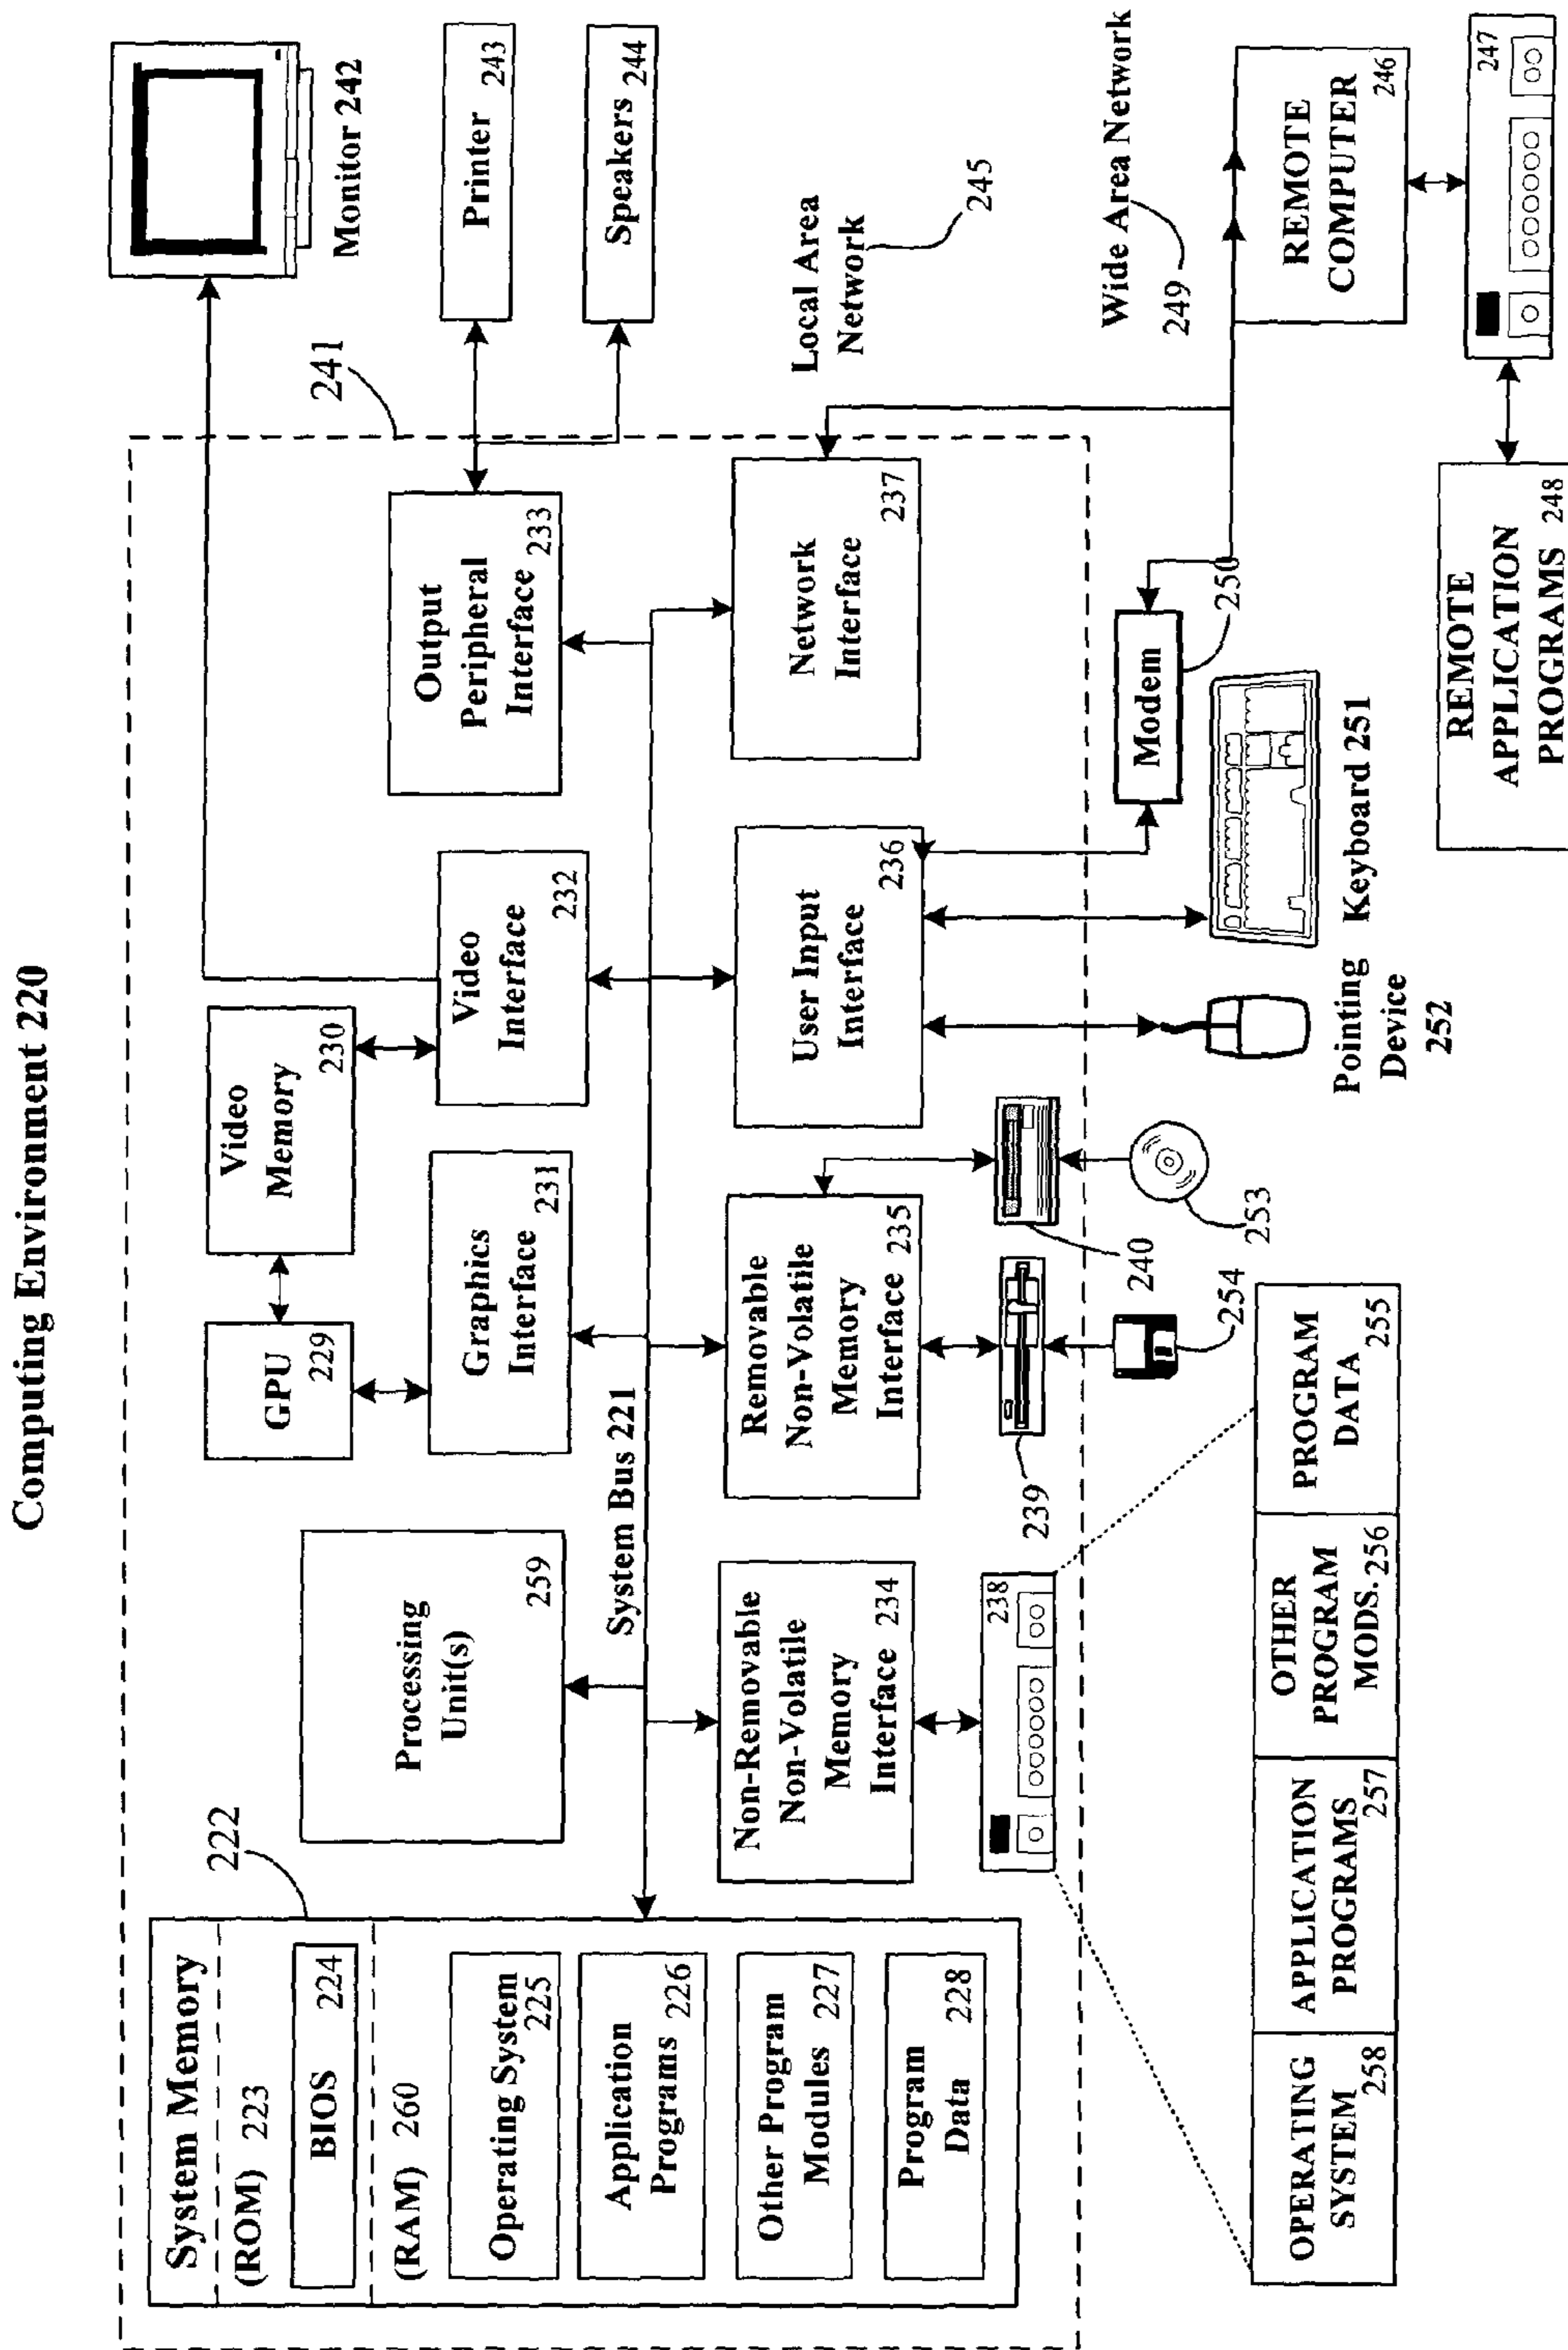 Computing Environment 220
System Memory
222
(ROM) 223
BIOS 224
(RAM) 260
Operating System
225
Application
Programs 226
Other Program
Modules 227
Program
Data 228
Processing
Unit(s)
259
GPU
229
Video
Memory
230
Graphics
Interface
231
Video
Interface
232
Output
Peripheral
Interface 233
241
Monitor 242
Printer
243
Speakers
244
System Bus 221
Non-Removable
Non-Volatile
Memory
Interface 234
Removable
Non-Volatile
Memory
Interface 235
User Input
Interface
236
Network
Interface
237
Local Area
Network
245
238
239
240
254
253
Modem
250
Wide Area Network
249
Pointing
Device
252
Keyboard 251
REMOTE
COMPUTER
246
247
REMOTE
APPLICATION
PROGRAMS 248
OPERATING
SYSTEM
258
APPLICATION
PROGRAMS
257
OTHER
PROGRAM
MODS. 256
PROGRAM
DATA
255